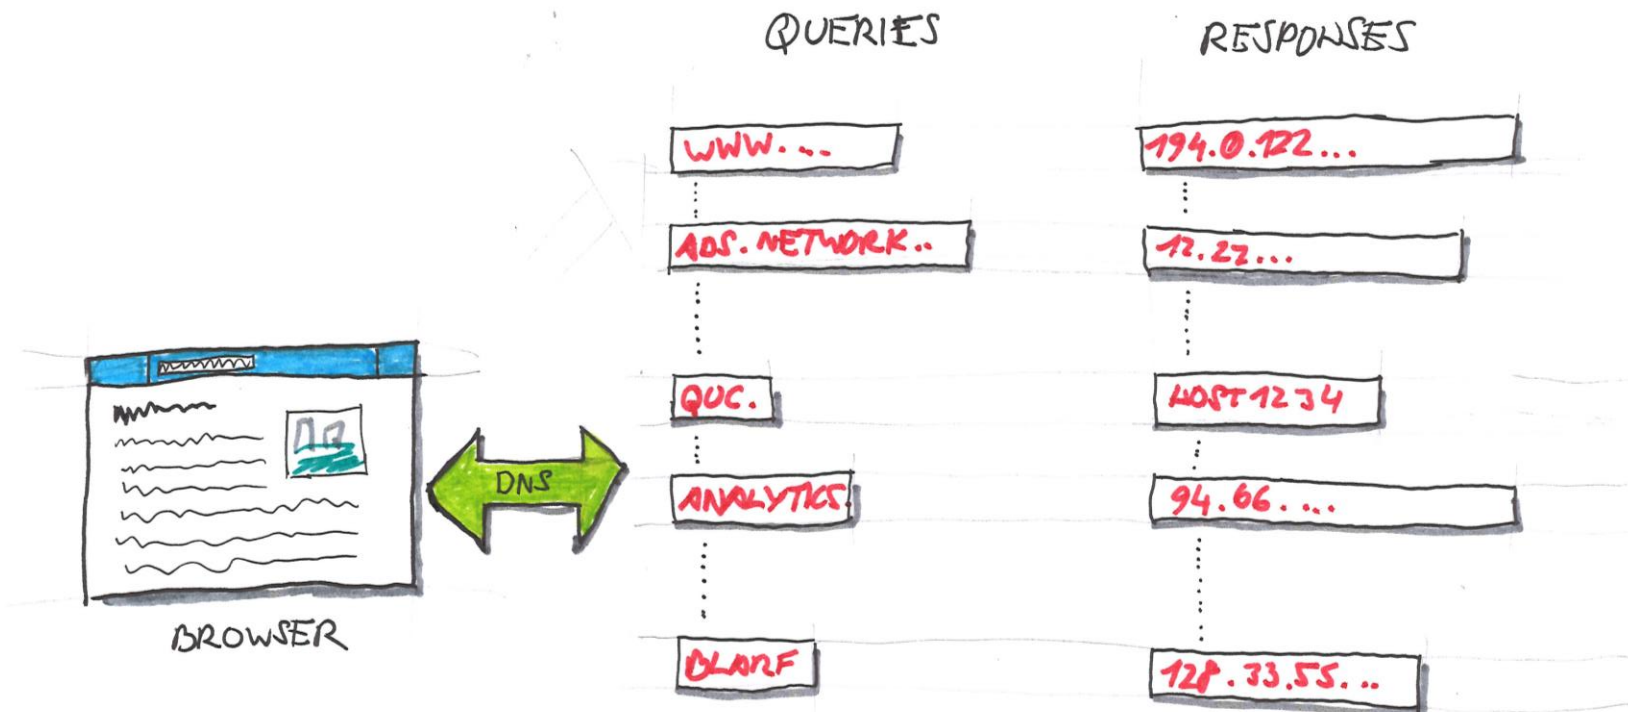 QUERIES
RESPONSES
WWW....
194.0.122...
ADS.NETWORK..
12.22...
QUC.
HOST1234
DNS
ANALYTICS.
94.66....
BROWSER
BLARF
128.33.55...